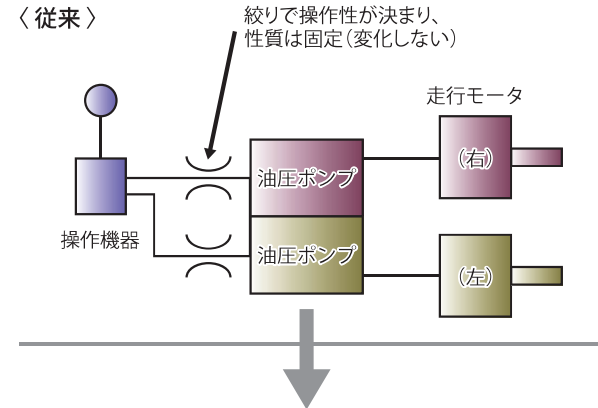 〈 従来 〉
絞りで操作性が決まり、
性質は固定（変化しない）
走行モータ
（右）
油圧ポンプ
操作機器
油圧ポンプ
（左）